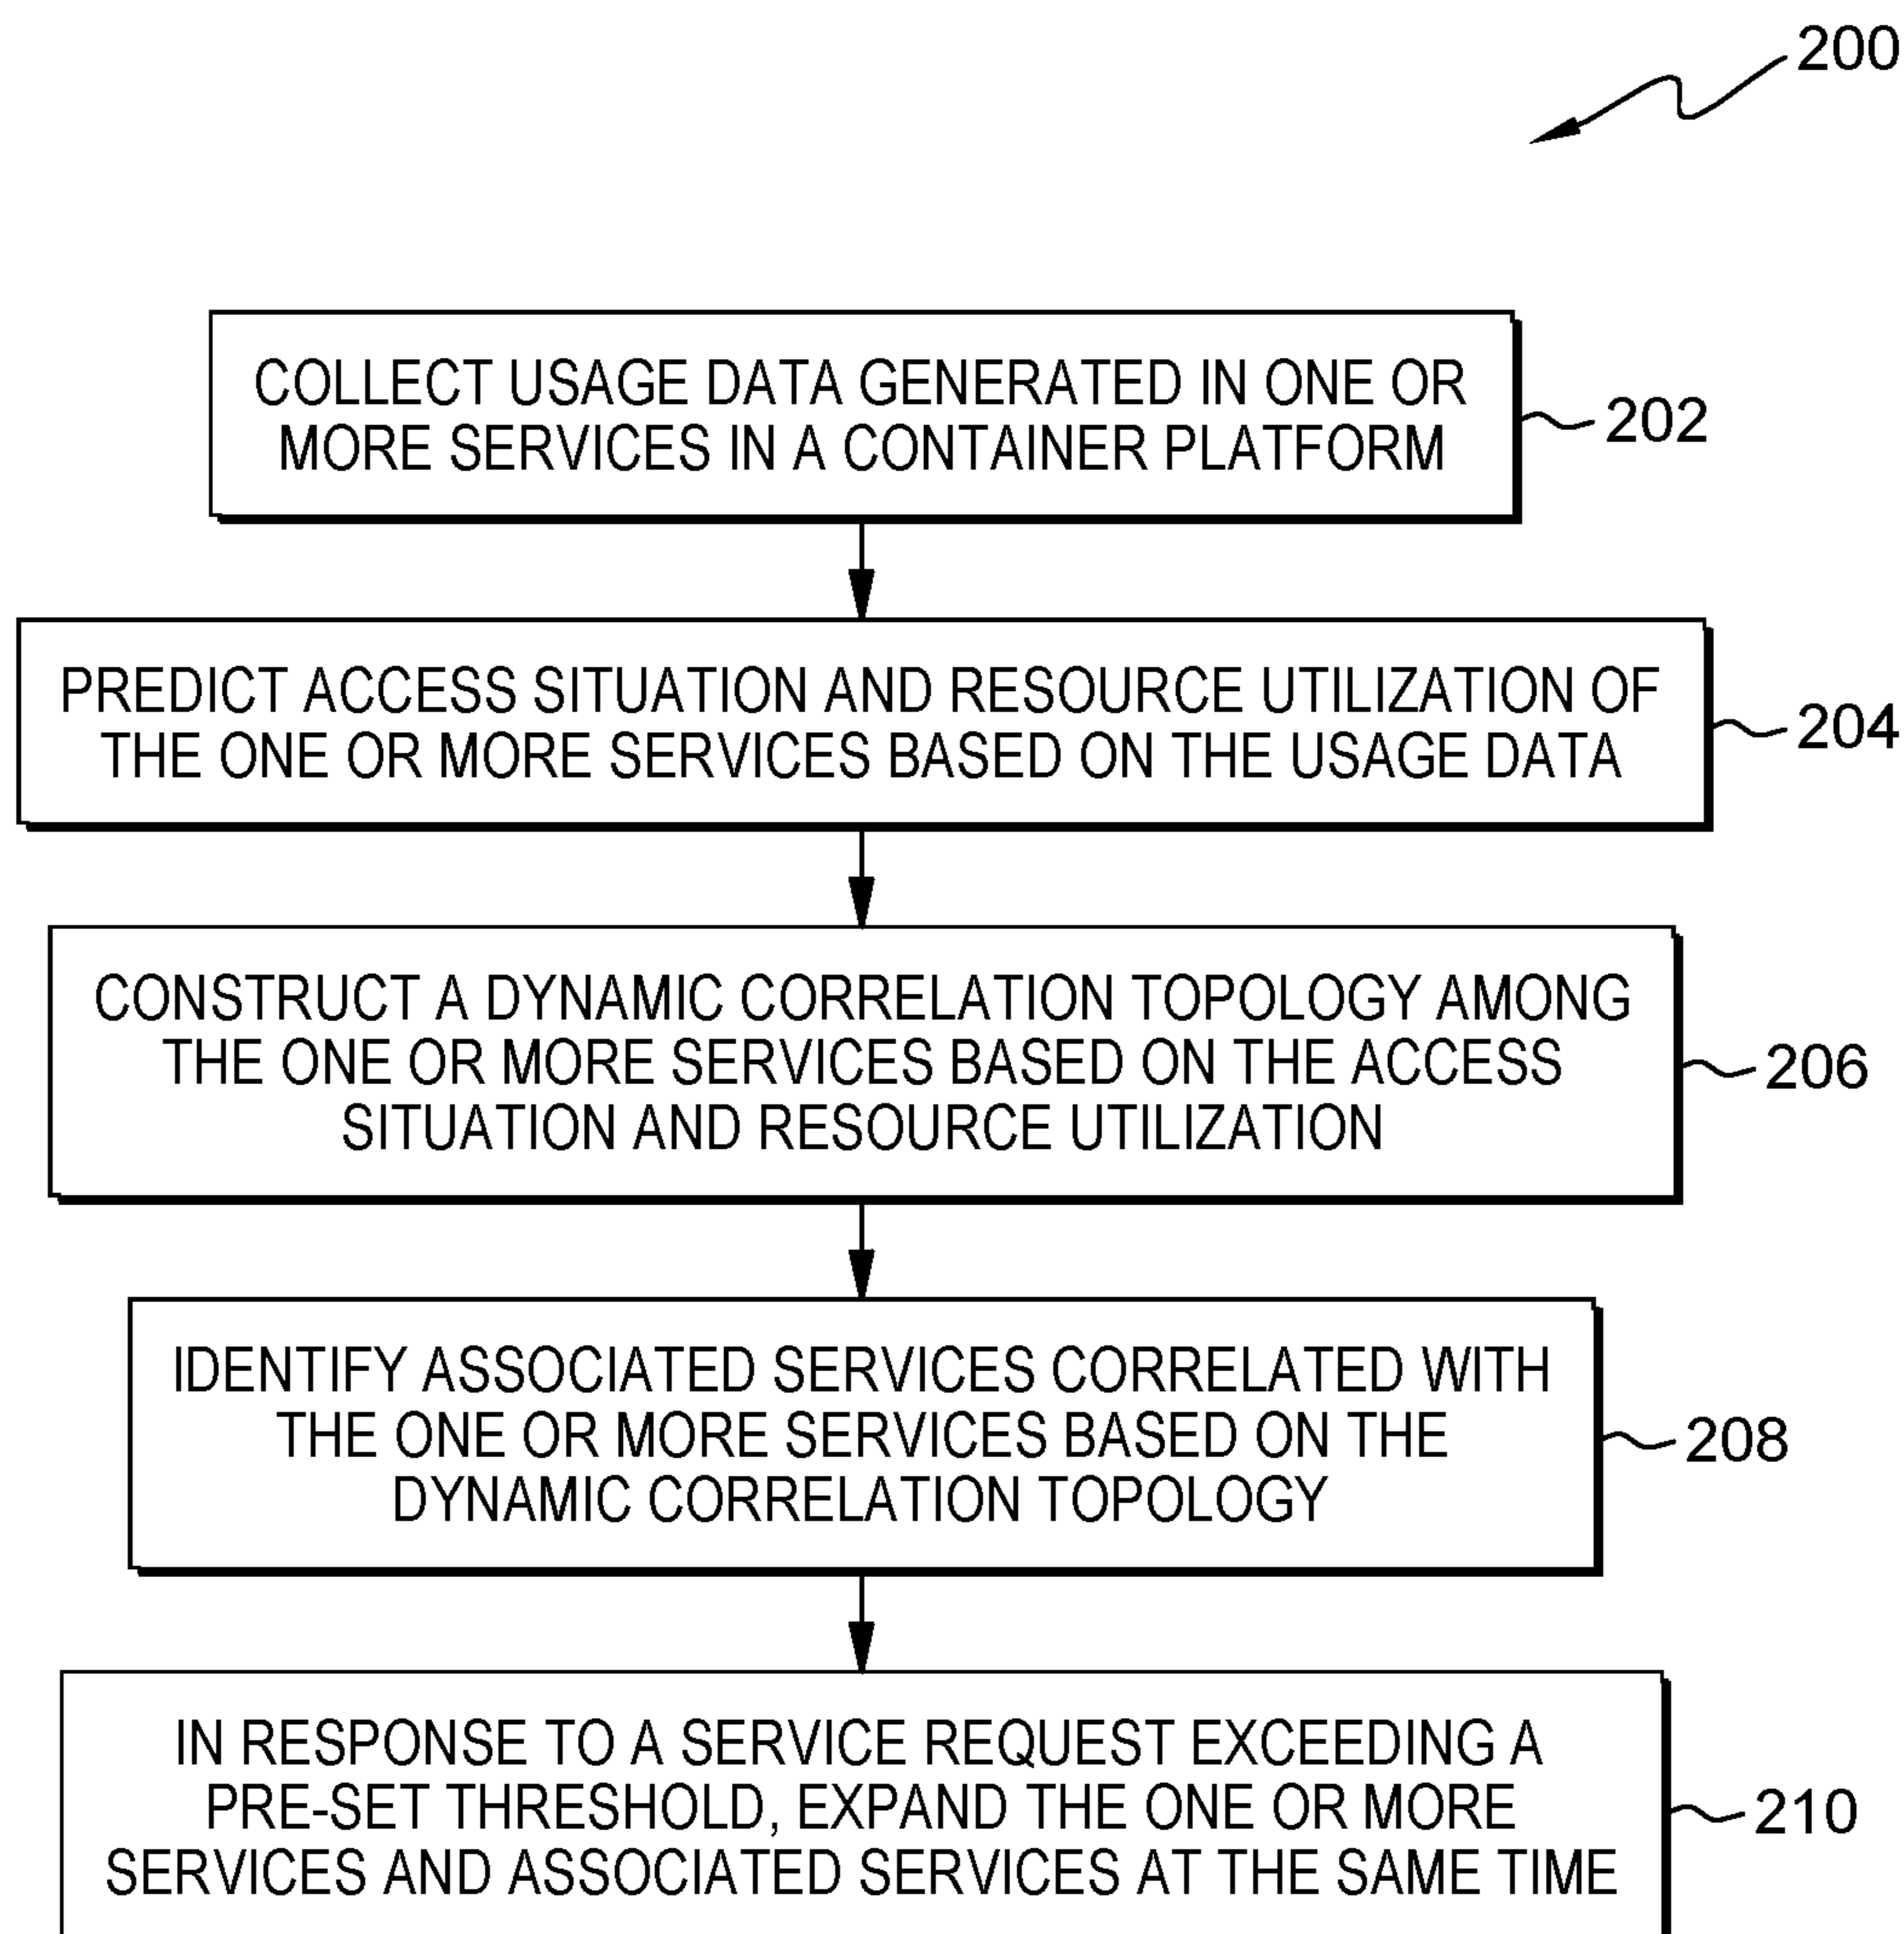 200
COLLECT USAGE DATA GENERATED IN ONE OR
MORE SERVICES IN A CONTAINER PLATFORM
202
PREDICT ACCESS SITUATION AND RESOURCE UTILIZATION OF
THE ONE OR MORE SERVICES BASED ON THE USAGE DATA
204
CONSTRUCT A DYNAMIC CORRELATION TOPOLOGY AMONG
THE ONE OR MORE SERVICES BASED ON THE ACCESS
SITUATION AND RESOURCE UTILIZATION
206
IDENTIFY ASSOCIATED SERVICES CORRELATED WITH
THE ONE OR MORE SERVICES BASED ON THE
DYNAMIC CORRELATION TOPOLOGY
208
IN RESPONSE TO A SERVICE REQUEST EXCEEDING A
PRE-SET THRESHOLD, EXPAND THE ONE OR MORE
SERVICES AND ASSOCIATED SERVICES AT THE SAME TIME
210